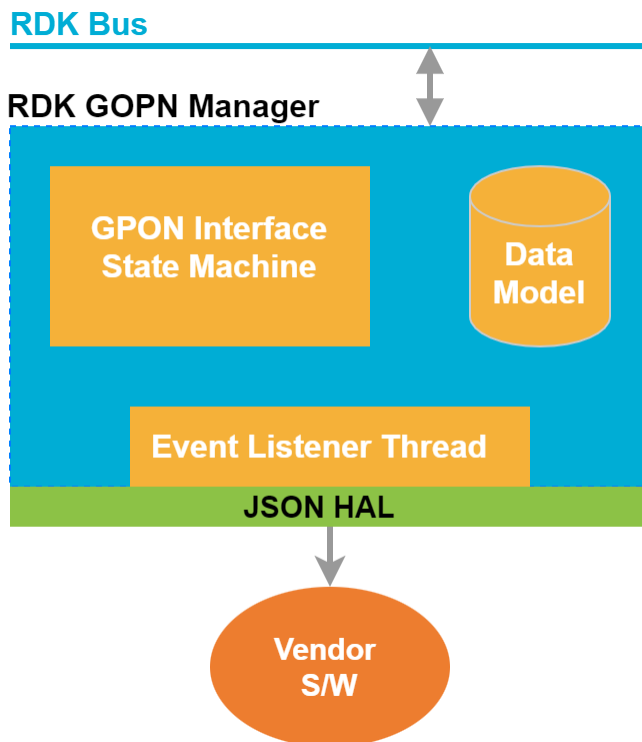 RDK Bus
RDK GOPN Manager
GPON Interface
State Machine
Data
Model
Event Listener Thread
JSON HAL
Vendor
S/W